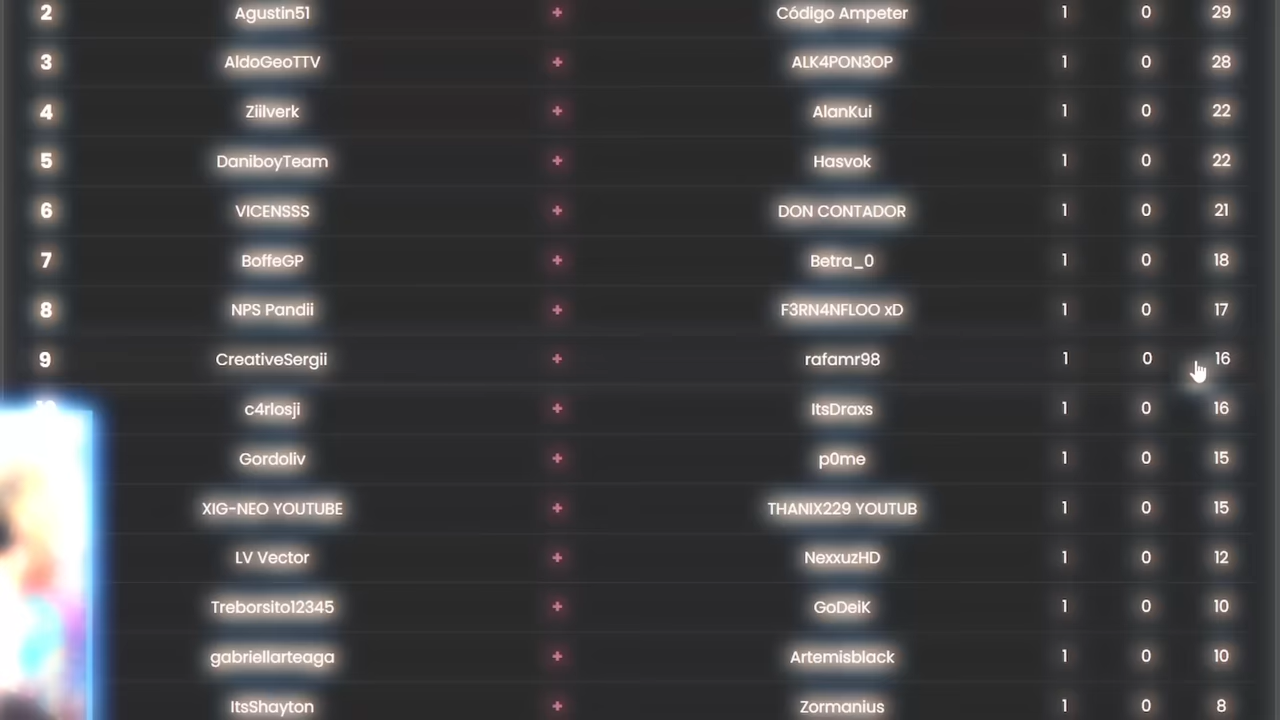 2 Agustin51 + Código Ampeter 1 0 29
3 AldoGeoTTV + ALK4PON3OP 1 0 28
4 Ziilverk + AlanKui 1 0 22
5 DaniboyTeam + Hasvok 1 0 22
6 VICENSSS + DON CONTADOR 1 0 21
7 BoffeGP + Betra_0 1 0 18
8 NPS Pandii + F3RN4NFLOO xD 1 0 17
9 CreativeSergii + rafamr98 1 0 16
c4rlosji + ItsDraxs 1 0 16
Gordoliv + p0me 1 0 15
XIG-NEO YOUTUBE + THANIX229 YOUTUB 1 0 15
LV Vector + NexxuzHD 1 0 12
Treborsito12345 + GoDeiK 1 0 10
gabriellarteaga + Artemisblack 1 0 10
ItsShayton + Zormanius 1 0 8